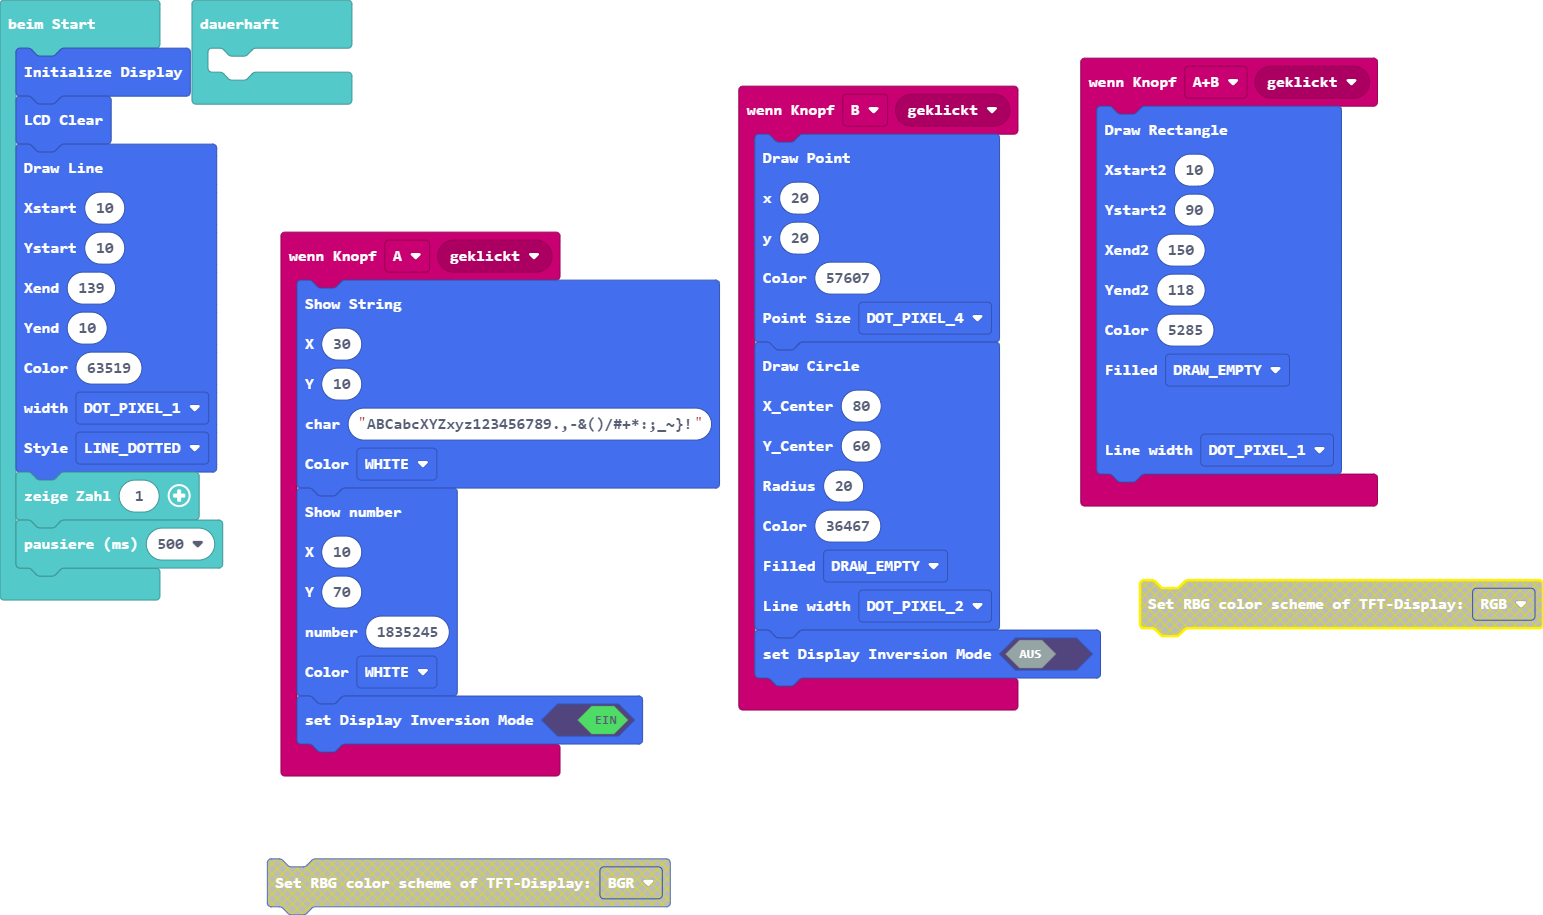 beim Start
Initialize Display
LCD Clear
Draw Line
Xstart 10
Ystart 10
Xend 139
Yend 10
Color 63519
width DOT_PIXEL_1
Style LINE_DOTTED
zeige Zahl 1
pausiere (ms) 500
dauerhaft
wenn Knopf A geklickt
Show String
X 30
Y 10
char "ABCabcXYZxyz123456789.,-&()/#+*:;_~}!"
Color WHITE
Show number
X 10
Y 70
number 1835245
Color WHITE
set Display Inversion Mode EIN
wenn Knopf B geklickt
Draw Point
x 20
y 20
Color 57607
Point Size DOT_PIXEL_4
Draw Circle
X_Center 80
Y_Center 60
Radius 20
Color 36467
Filled DRAW_EMPTY
Line width DOT_PIXEL_2
set Display Inversion Mode AUS
wenn Knopf A+B geklickt
Draw Rectangle
Xstart2 10
Ystart2 90
Xend2 150
Yend2 118
Color 5285
Filled DRAW_EMPTY
Line width DOT_PIXEL_1
Set RBG color scheme of TFT-Display: RGB
Set RBG color scheme of TFT-Display: BGR